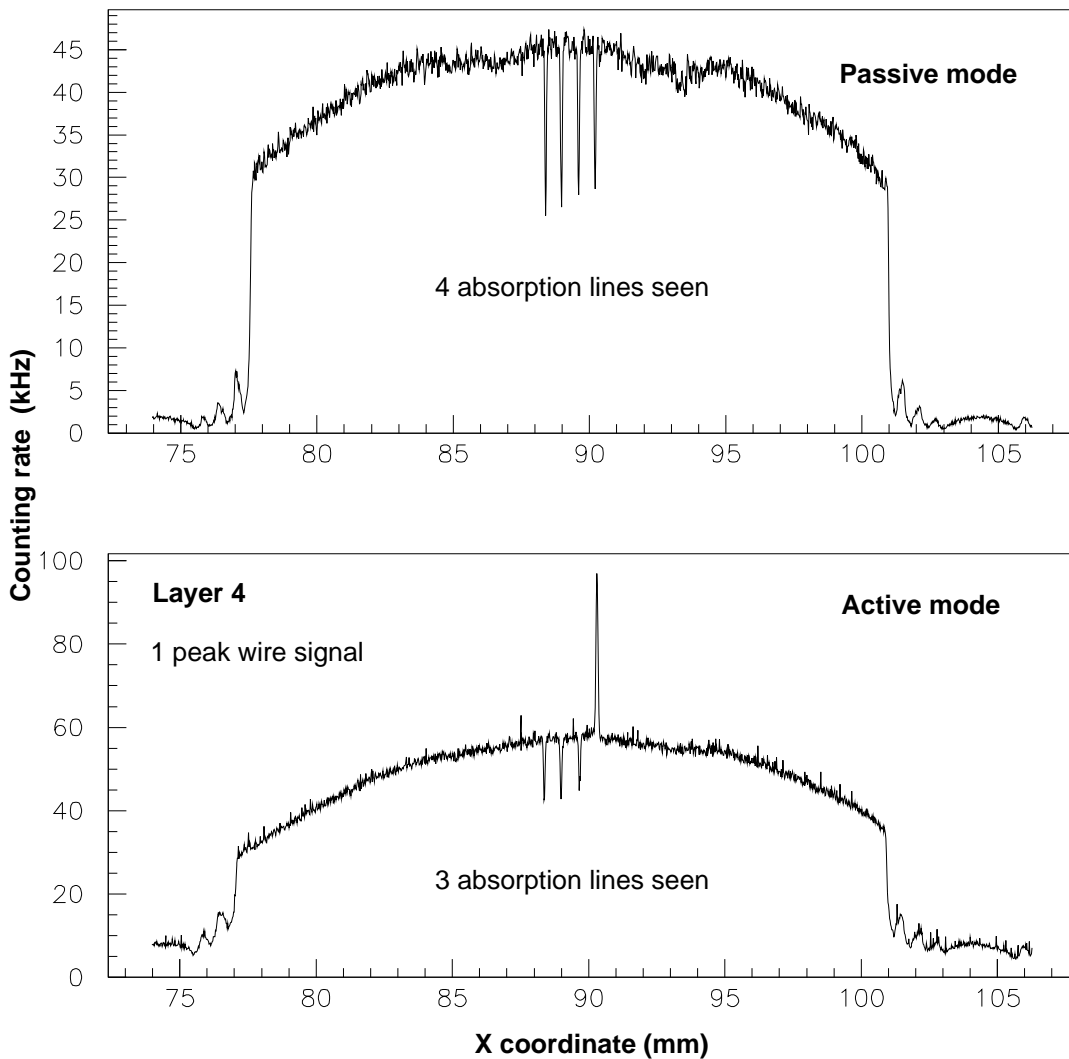 45
40
35
30
25
20
15
10
5
0
Passive mode
4 absorption lines seen
75 80 85 90 95 100 105
Counting rate (kHz)
100
80
60
40
20
0
Layer 4
Active mode
1 peak wire signal
3 absorption lines seen
75 80 85 90 95 100 105
X coordinate (mm)